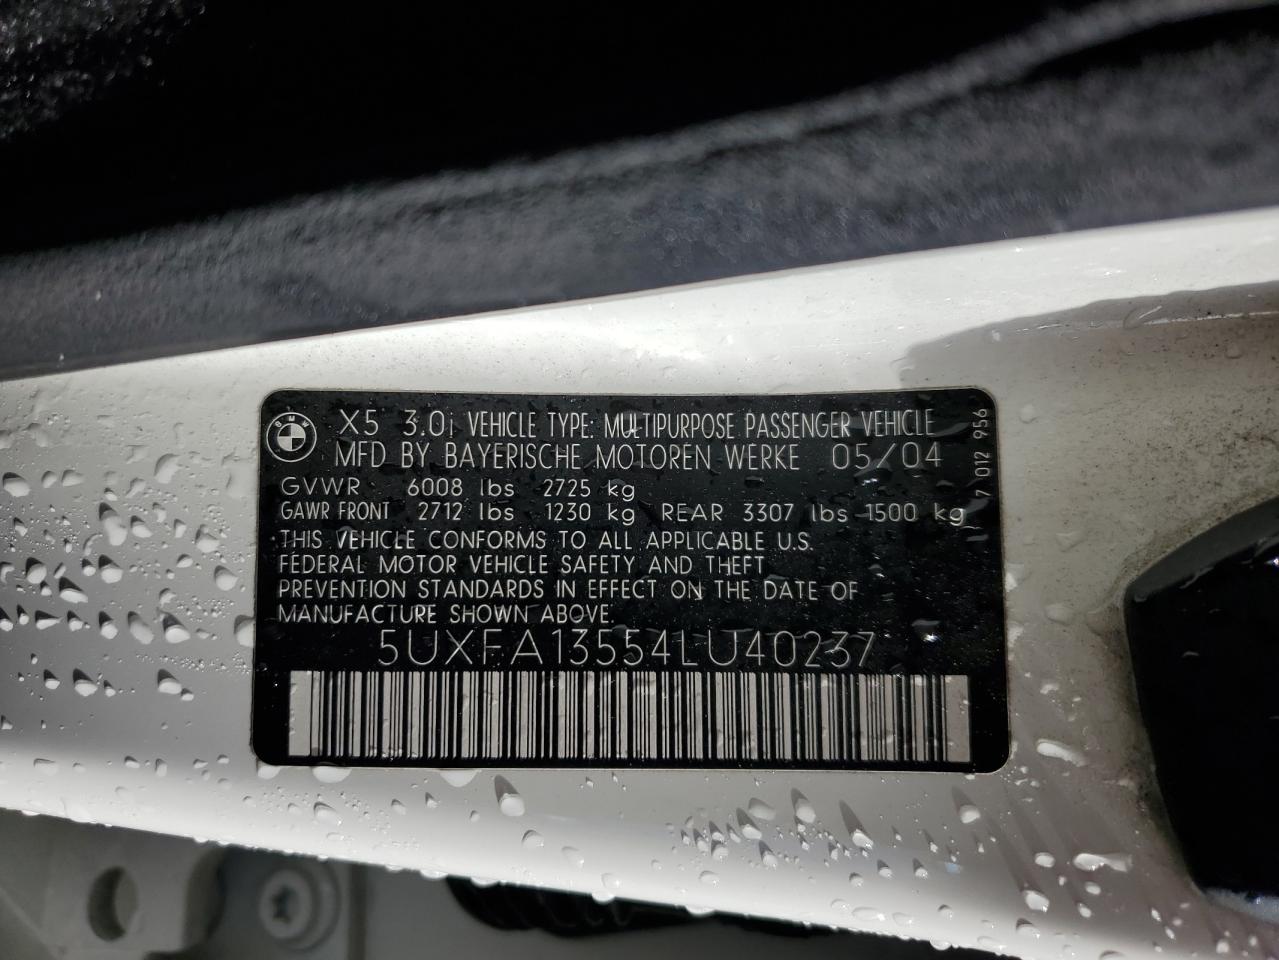 BMW
X5 3.0i VEHICLE TYPE: MULTIPURPOSE PASSENGER VEHICLE
MFD BY BAYERISCHE MOTOREN WERKE 05/04
GVWR 6008 lbs 2725 kg
GAWR FRONT 2712 lbs 1230 kg REAR 3307 lbs 1500 kg
THIS VEHICLE CONFORMS TO ALL APPLICABLE U.S.
FEDERAL MOTOR VEHICLE SAFETY AND THEFT
PREVENTION STANDARDS IN EFFECT ON THE DATE OF
MANUFACTURE SHOWN ABOVE.
5UXFA13554LU40237
7 012 956